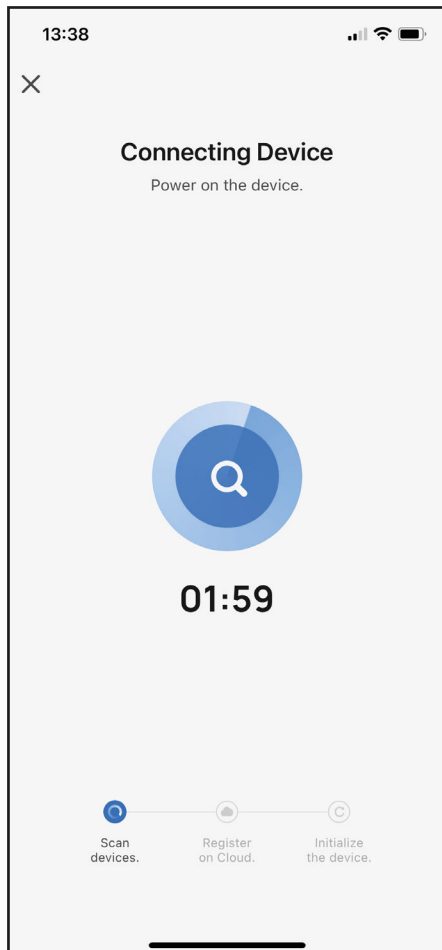 13:38
Connecting Device
Power on the device.
01:59
Scan
devices.
Register
on Cloud.
Initialize
the device.